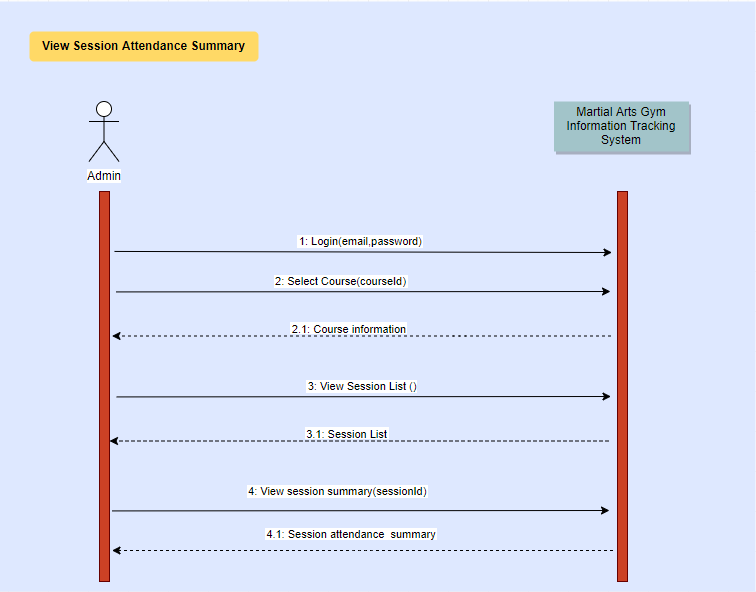 View Session Attendance Summary
Martial Arts Gym
Information Tracking
System
Admin
1: Login(email,password)
2: Select Course(courseId)
2.1: Course information
3: View Session List ()
3.1: Session List
4: View session summary(sessionId)
4.1: Session attendance  summary